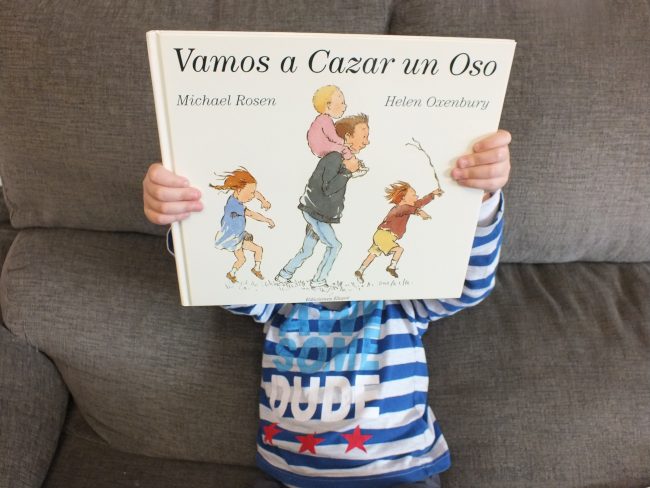 Vamos a Cazar un Oso
Michael Rosen Helen Oxenbury
SOME
DUDE